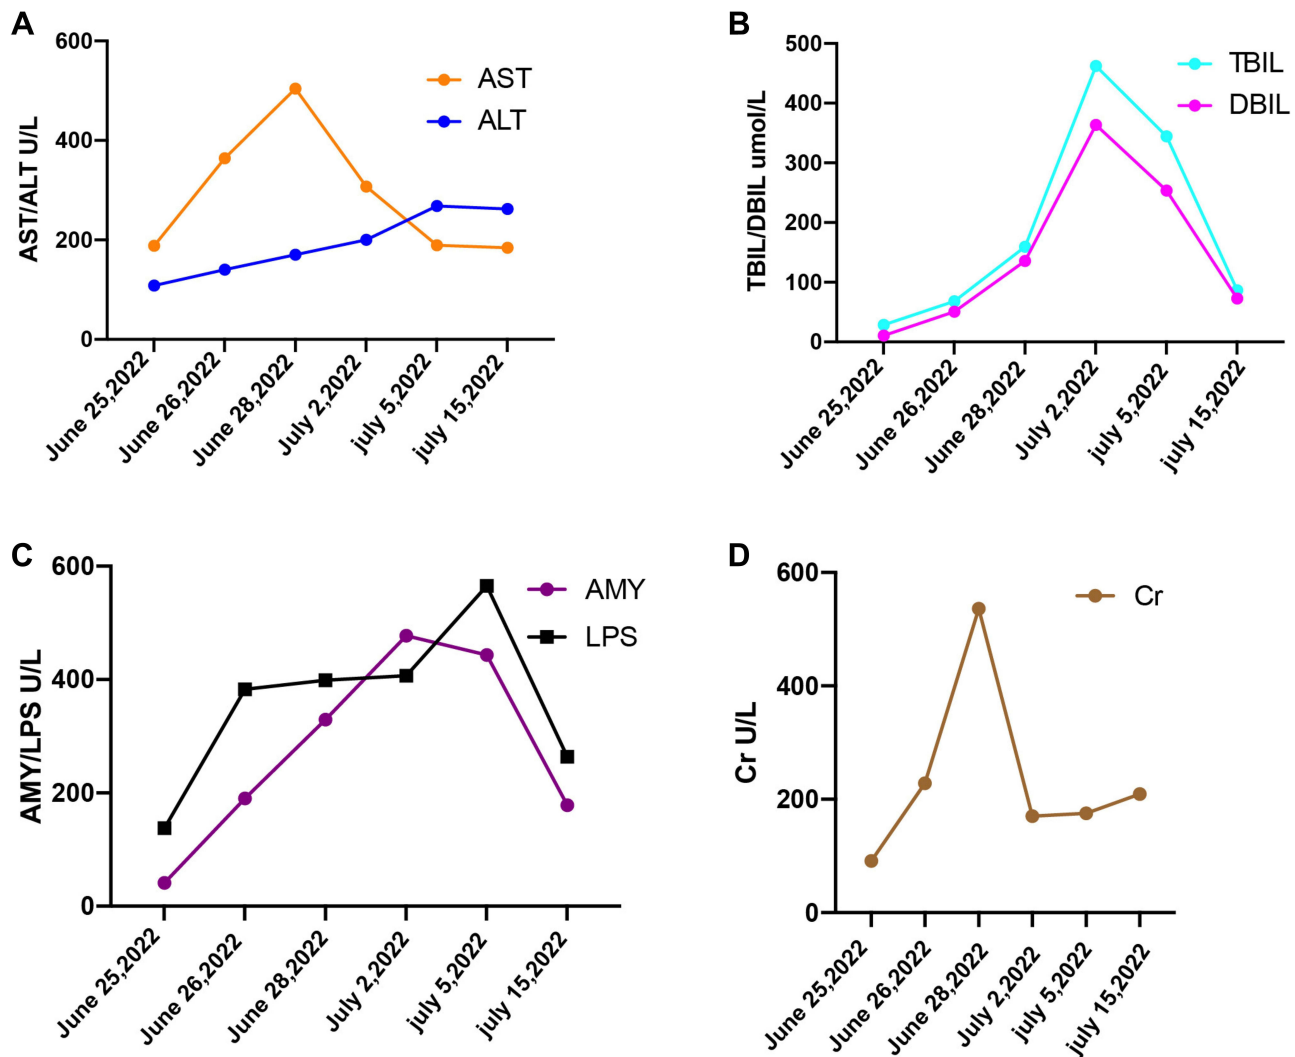 A
AST/ALT U/L
600
400
200
0
AST
ALT
June 25,2022
June 26,2022
June 28,2022
July 2,2022
july 5,2022
july 15,2022
B
TBIL/DBIL umol/L
500
400
300
200
100
0
TBIL
DBIL
June 25,2022
June 26,2022
June 28,2022
July 2,2022
july 5,2022
july 15,2022
C
AMY/LPS U/L
600
400
200
0
AMY
LPS
June 25,2022
June 26,2022
June 28,2022
July 2,2022
july 5,2022
july 15,2022
D
Cr U/L
600
400
200
0
Cr
June 25,2022
June 26,2022
June 28,2022
July 2,2022
july 5,2022
july 15,2022